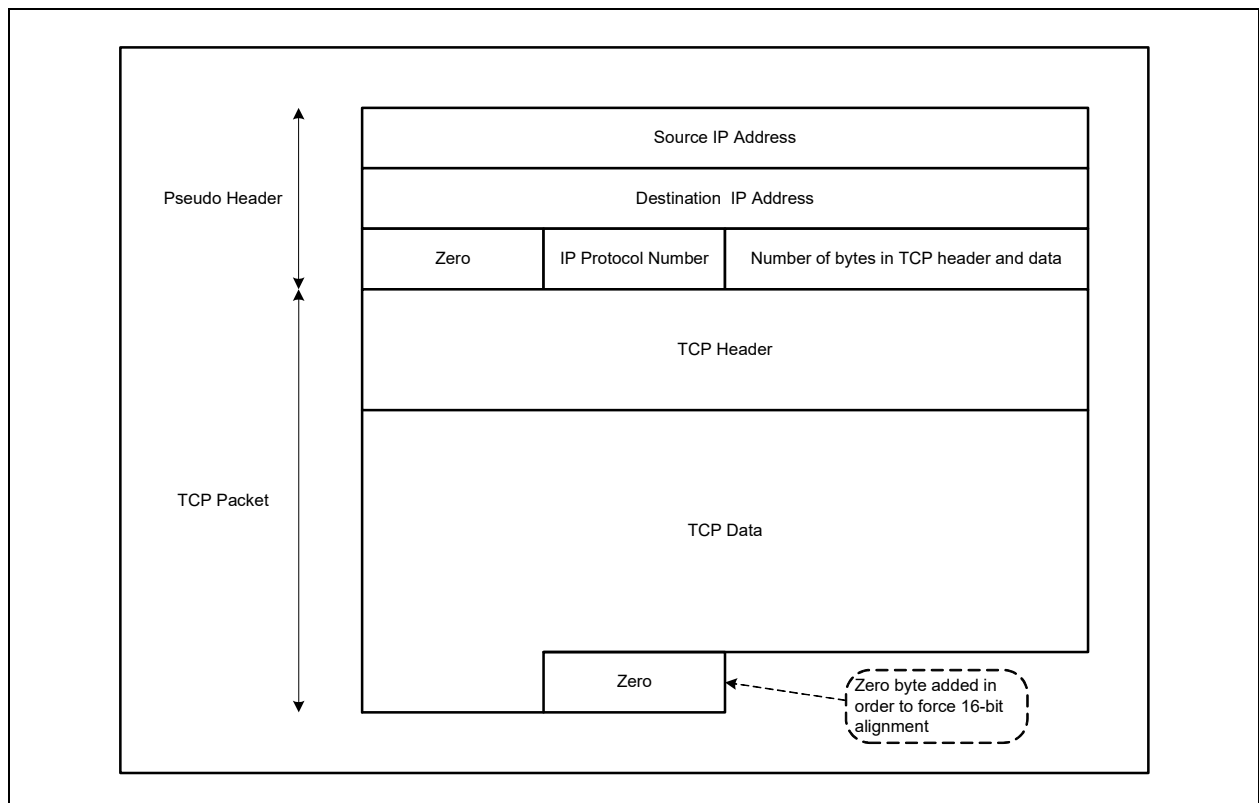 Source IP Address
Pseudo Header
Destination IP Address
Zero
IP Protocol Number
Number of bytes in TCP header and data
TCP Header
TCP Packet
TCP Data
Zero
Zero byte added in
order to force 16-bit
alignment